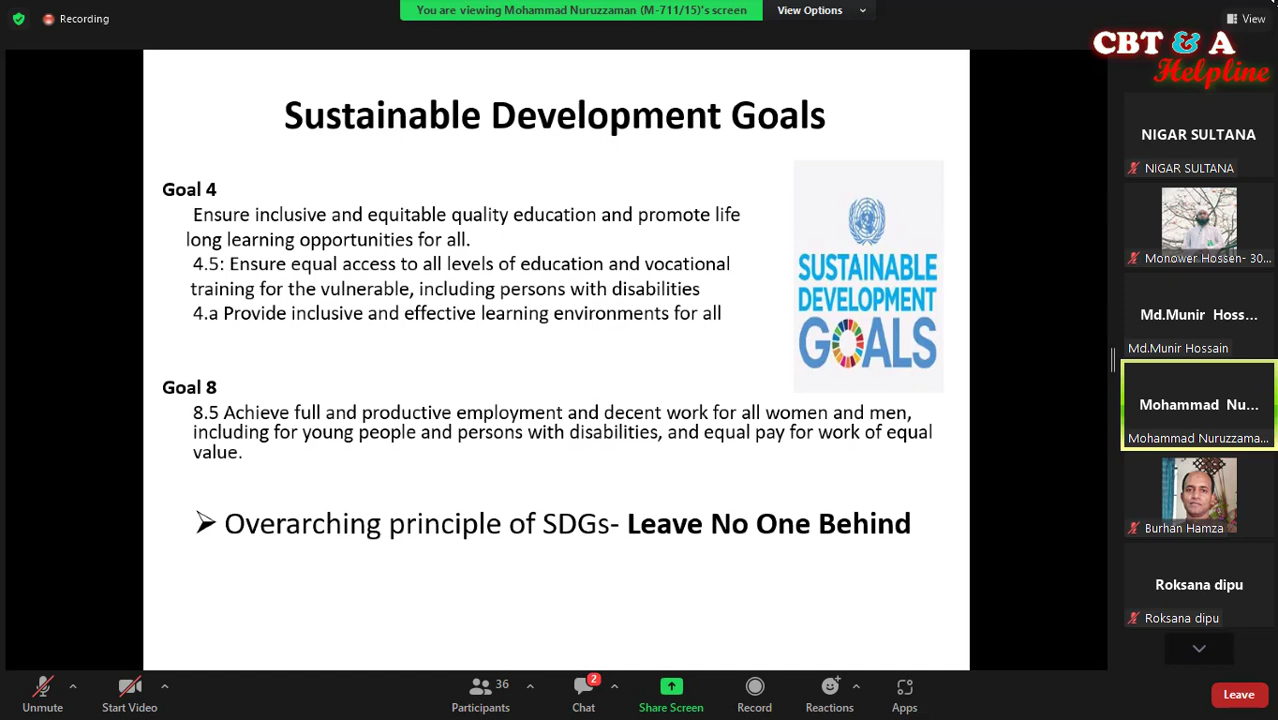 Recording
You are viewing Mohammad Nuruzzaman (M-711/15)'s screen
View Options
View
CBT & A
Helpline
Sustainable Development Goals
Goal 4
Ensure inclusive and equitable quality education and promote life
long learning opportunities for all.
4.5: Ensure equal access to all levels of education and vocational
training for the vulnerable, including persons with disabilities
4.a Provide inclusive and effective learning environments for all
SUSTAINABLE
DEVELOPMENT
GOALS
Goal 8
8.5 Achieve full and productive employment and decent work for all women and men,
including for young people and persons with disabilities, and equal pay for work of equal
value.
➢ Overarching principle of SDGs- Leave No One Behind
NIGAR SULTANA
NIGAR SULTANA
Monower Hossen- 30...
Md.Munir Hoss...
Md.Munir Hossain
Mohammad Nu...
Mohammad Nuruzzama...
Burhan Hamza
Roksana dipu
Roksana dipu
Unmute
Start Video
36
Participants
2
Chat
Share Screen
Record
Reactions
Apps
Leave